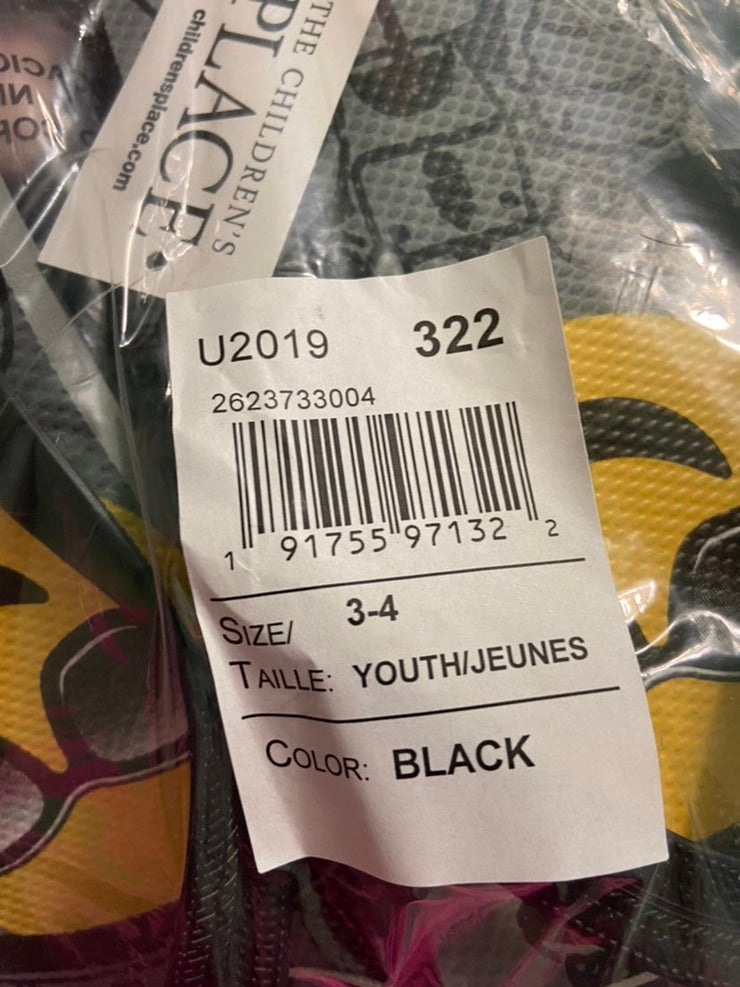 THE CHILDREN'S
PLACE.
childrensplace.com
U2019 322
2623733004
1 91755 97132 2
SIZE/ 3-4
TAILLE: YOUTH/JEUNES
COLOR: BLACK